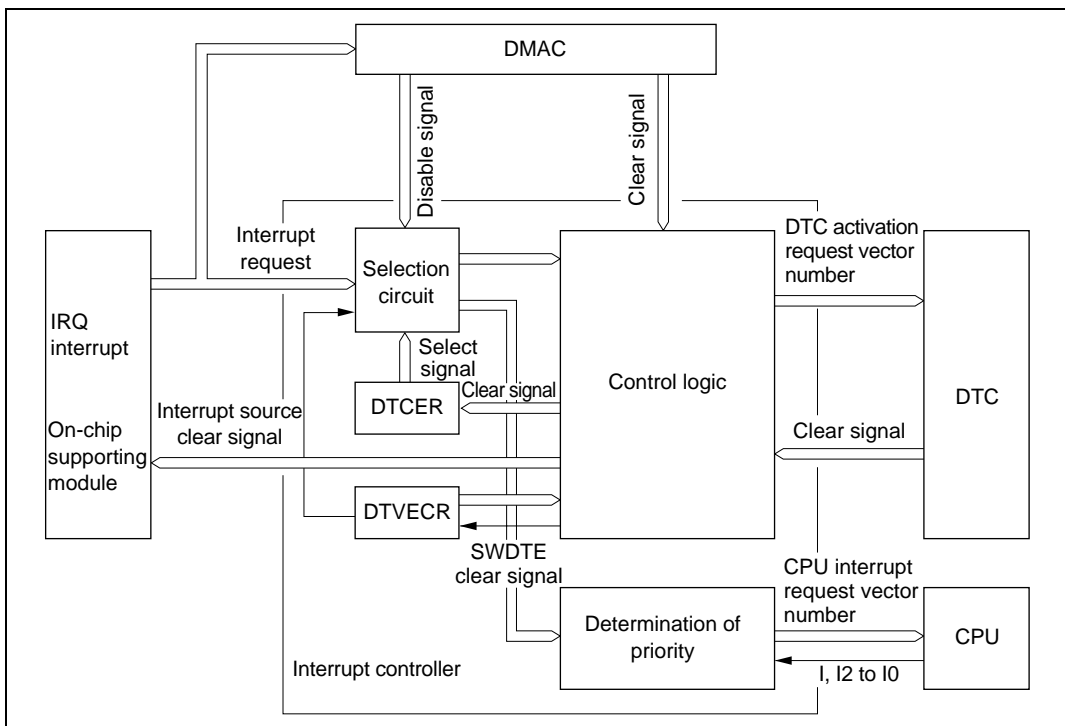 DMAC
Disable signal
Clear signal
Interrupt
request
DTC activation
request vector
number
Selection
circuit
IRQ
interrupt
Select
signal
Control logic
Clear signal
DTCER
DTC
Interrupt source
clear signal
On-chip
supporting
module
Clear signal
DTVECR
SWDTE
clear signal
CPU interrupt
request vector
number
Determination of
priority
CPU
Interrupt controller
I, I2 to I0